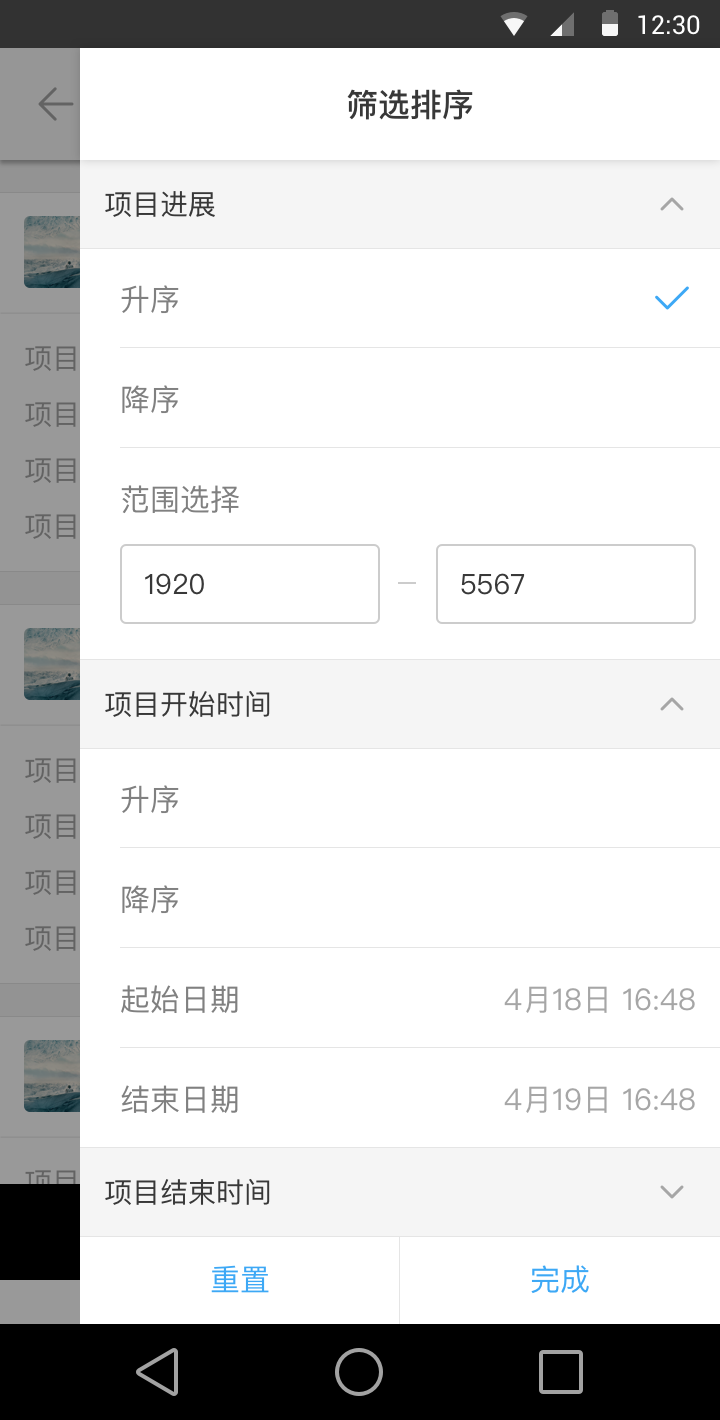 12:30
筛选排序
项目进展
升序
项目
降序
项目
项目
范围选择
项目
1920 – 5567
项目开始时间
项目
升序
项目
项目
降序
项目
起始日期 4月18日 16:48
结束日期 4月19日 16:48
项目
项目结束时间
重置 完成